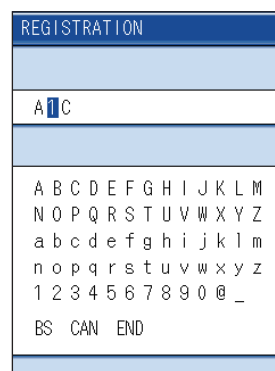 REGISTRATION
A1C
A B C D E F G H I J K L M
N O P Q R S T U V W X Y Z
a b c d e f g h i j k l m
n o p q r s t u v w x y z
1 2 3 4 5 6 7 8 9 0 @ _
BS CAN END